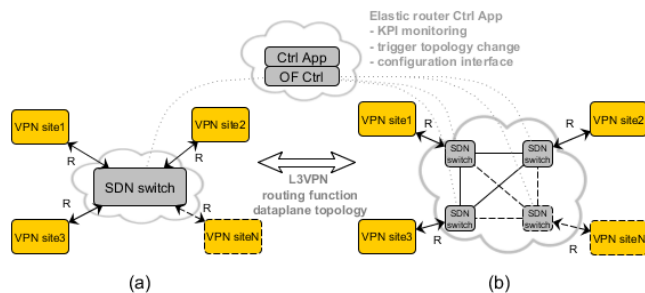 Elastic router Ctrl App
- KPI monitoring
- trigger topology change
- configuration interface
Ctrl App
OF Ctrl
VPN site1
VPN site2
R
R
SDN switch
R
R
VPN site3
VPN siteN
(a)
L3VPN
routing function
dataplane topology
VPN site1
VPN site2
R
R
SDN
switch
SDN
switch
SDN
switch
SDN
switch
VPN site3
R
R
VPN siteN
(b)